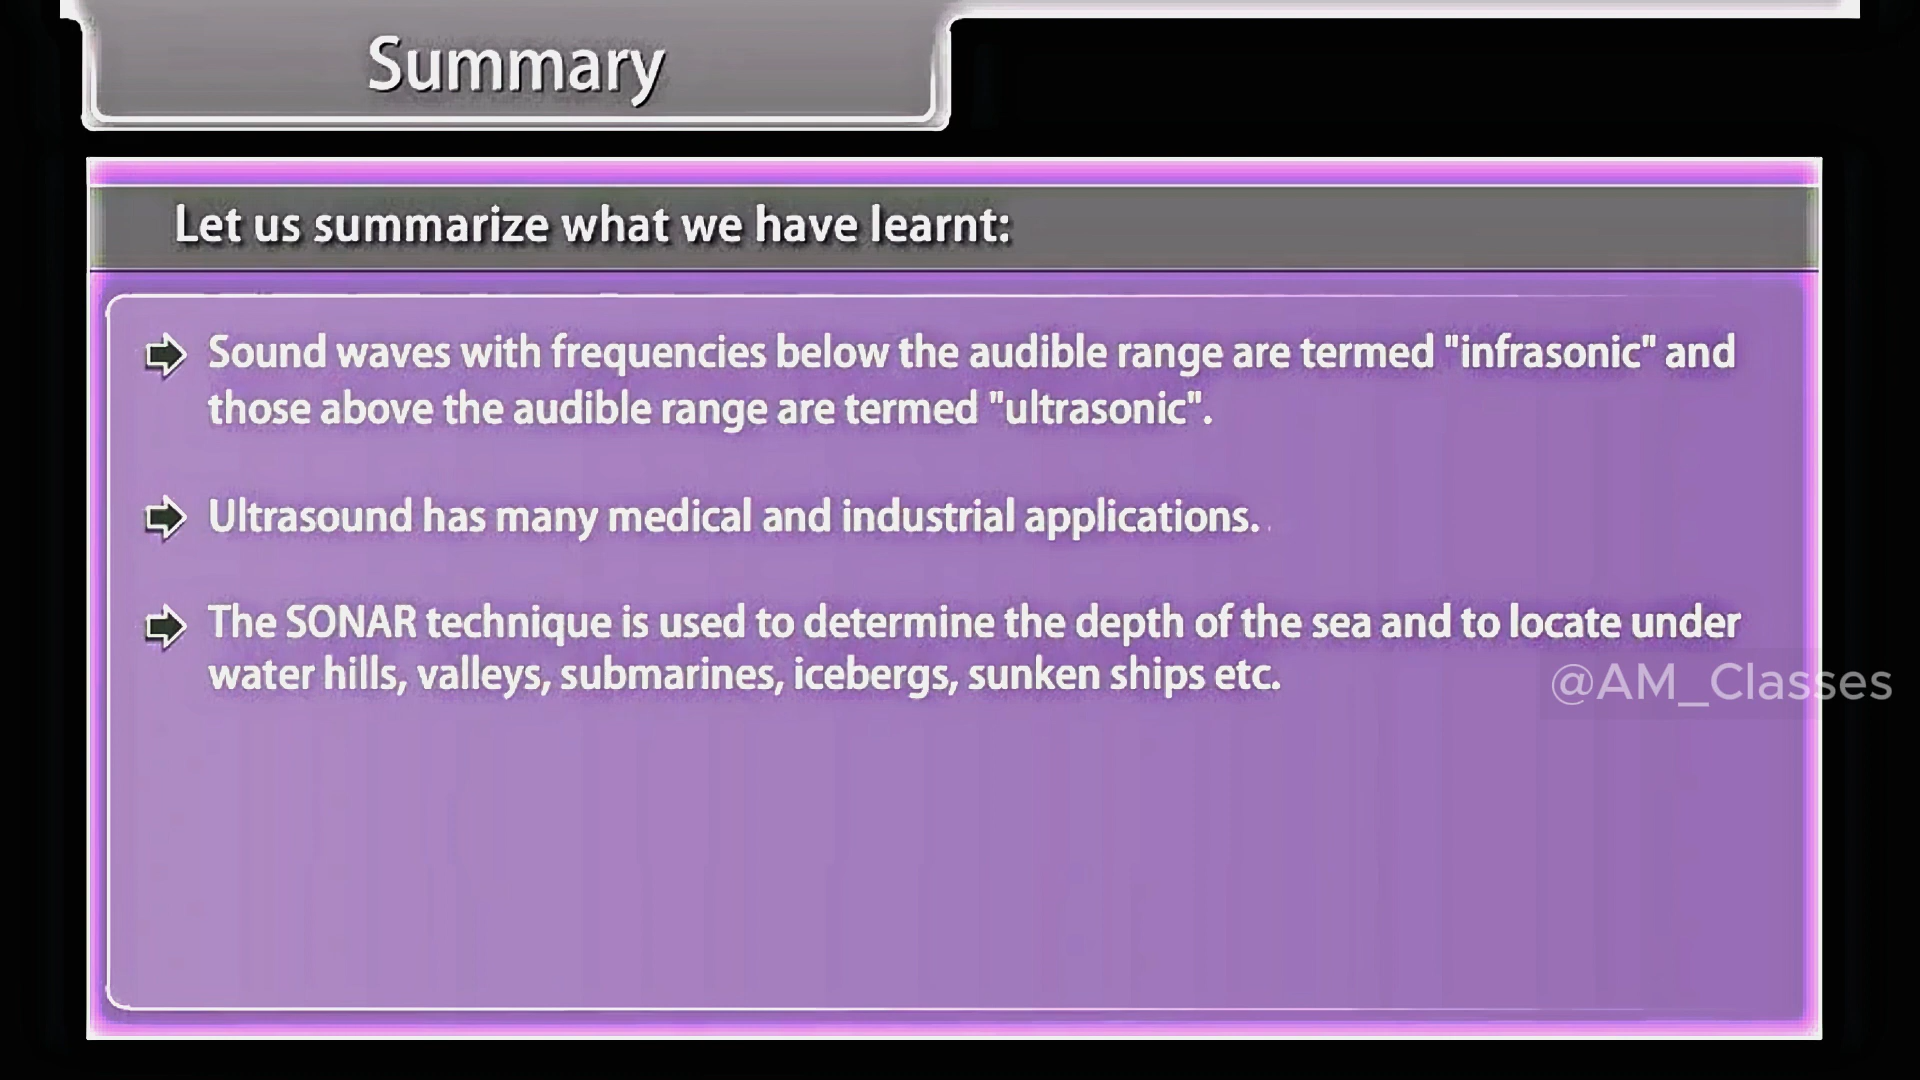 Summary
Let us summarize what we have learnt:
Sound waves with frequencies below the audible range are termed "infrasonic" and
those above the audible range are termed "ultrasonic".
Ultrasound has many medical and industrial applications.
The SONAR technique is used to determine the depth of the sea and to locate under
water hills, valleys, submarines, icebergs, sunken ships etc.
@AM_Classes